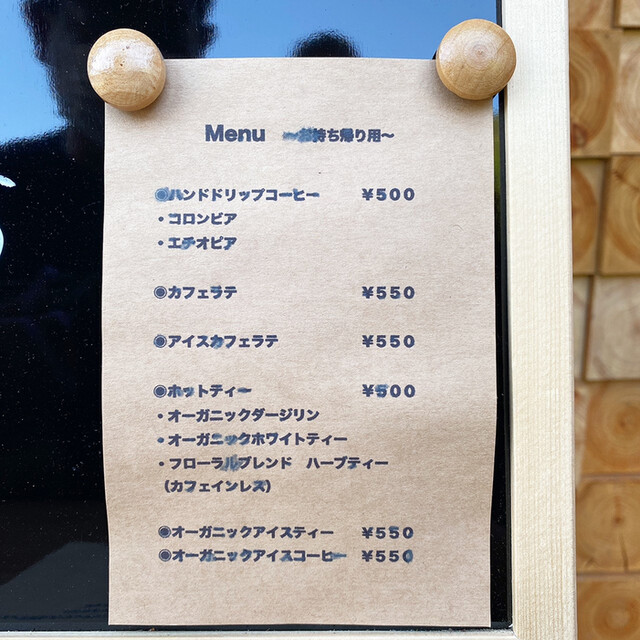 Menu ～お持ち帰り用～
◉ハンドドリップコーヒー ￥500
・コロンビア
・エチオピア
◉カフェラテ ￥550
◉アイスカフェラテ ￥550
◉ホットティー ￥500
・オーガニックダージリン
・オーガニックホワイトティー
・フローラルブレンド ハーブティー
（カフェインレス）
◉オーガニックアイスティー ￥550
◉オーガニックアイスコーヒー ￥550